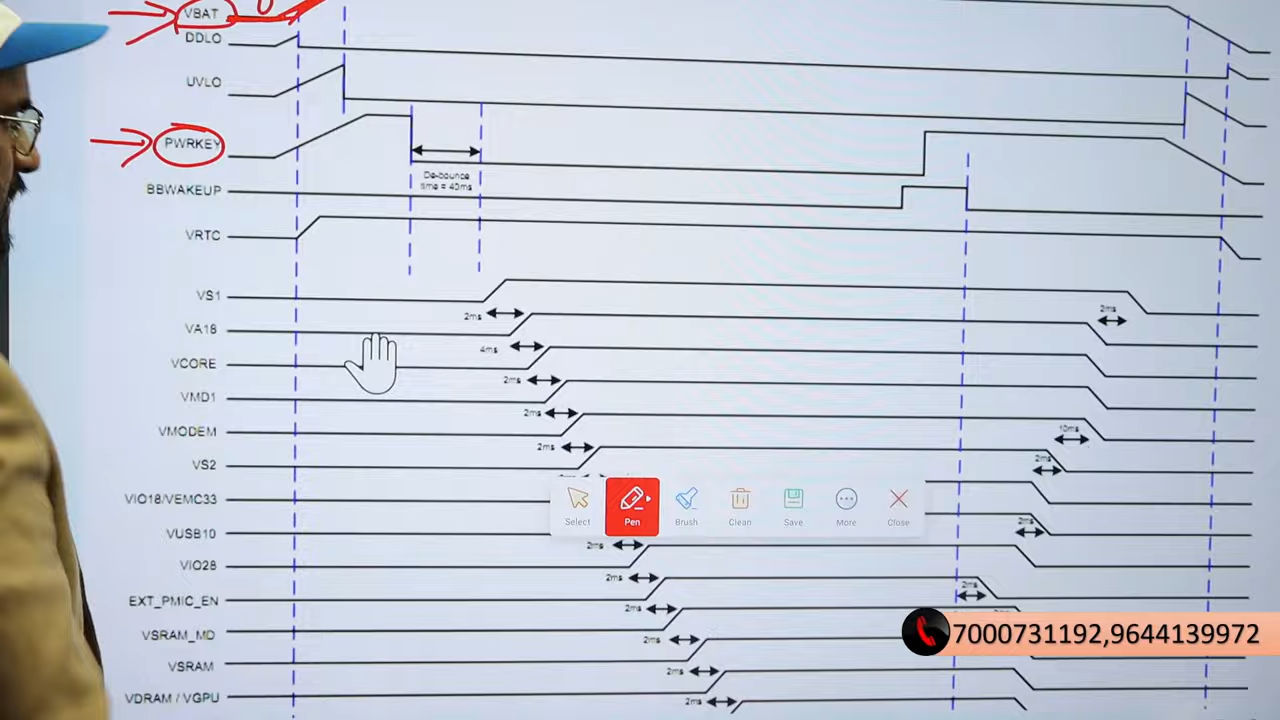 VBAT
DDLO
UVLO
PWRKEY
De-bounce
time = 40ms
BBWAKEUP
VRTC
VS1
2ms
2ms
VA18
4ms
VCORE
2ms
VMD1
2ms
VMODEM
10ms
2ms
VS2
2ms
VIO18/VEMC33
Select
Pen
Brush
Clean
Save
More
Close
VUSB10
2ms
2ms
VIO28
2ms
2ms
EXT_PMIC_EN
2ms
VSRAM_MD
2ms
7000731192,9644139972
VSRAM
2ms
VDRAM / VGPU
2ms